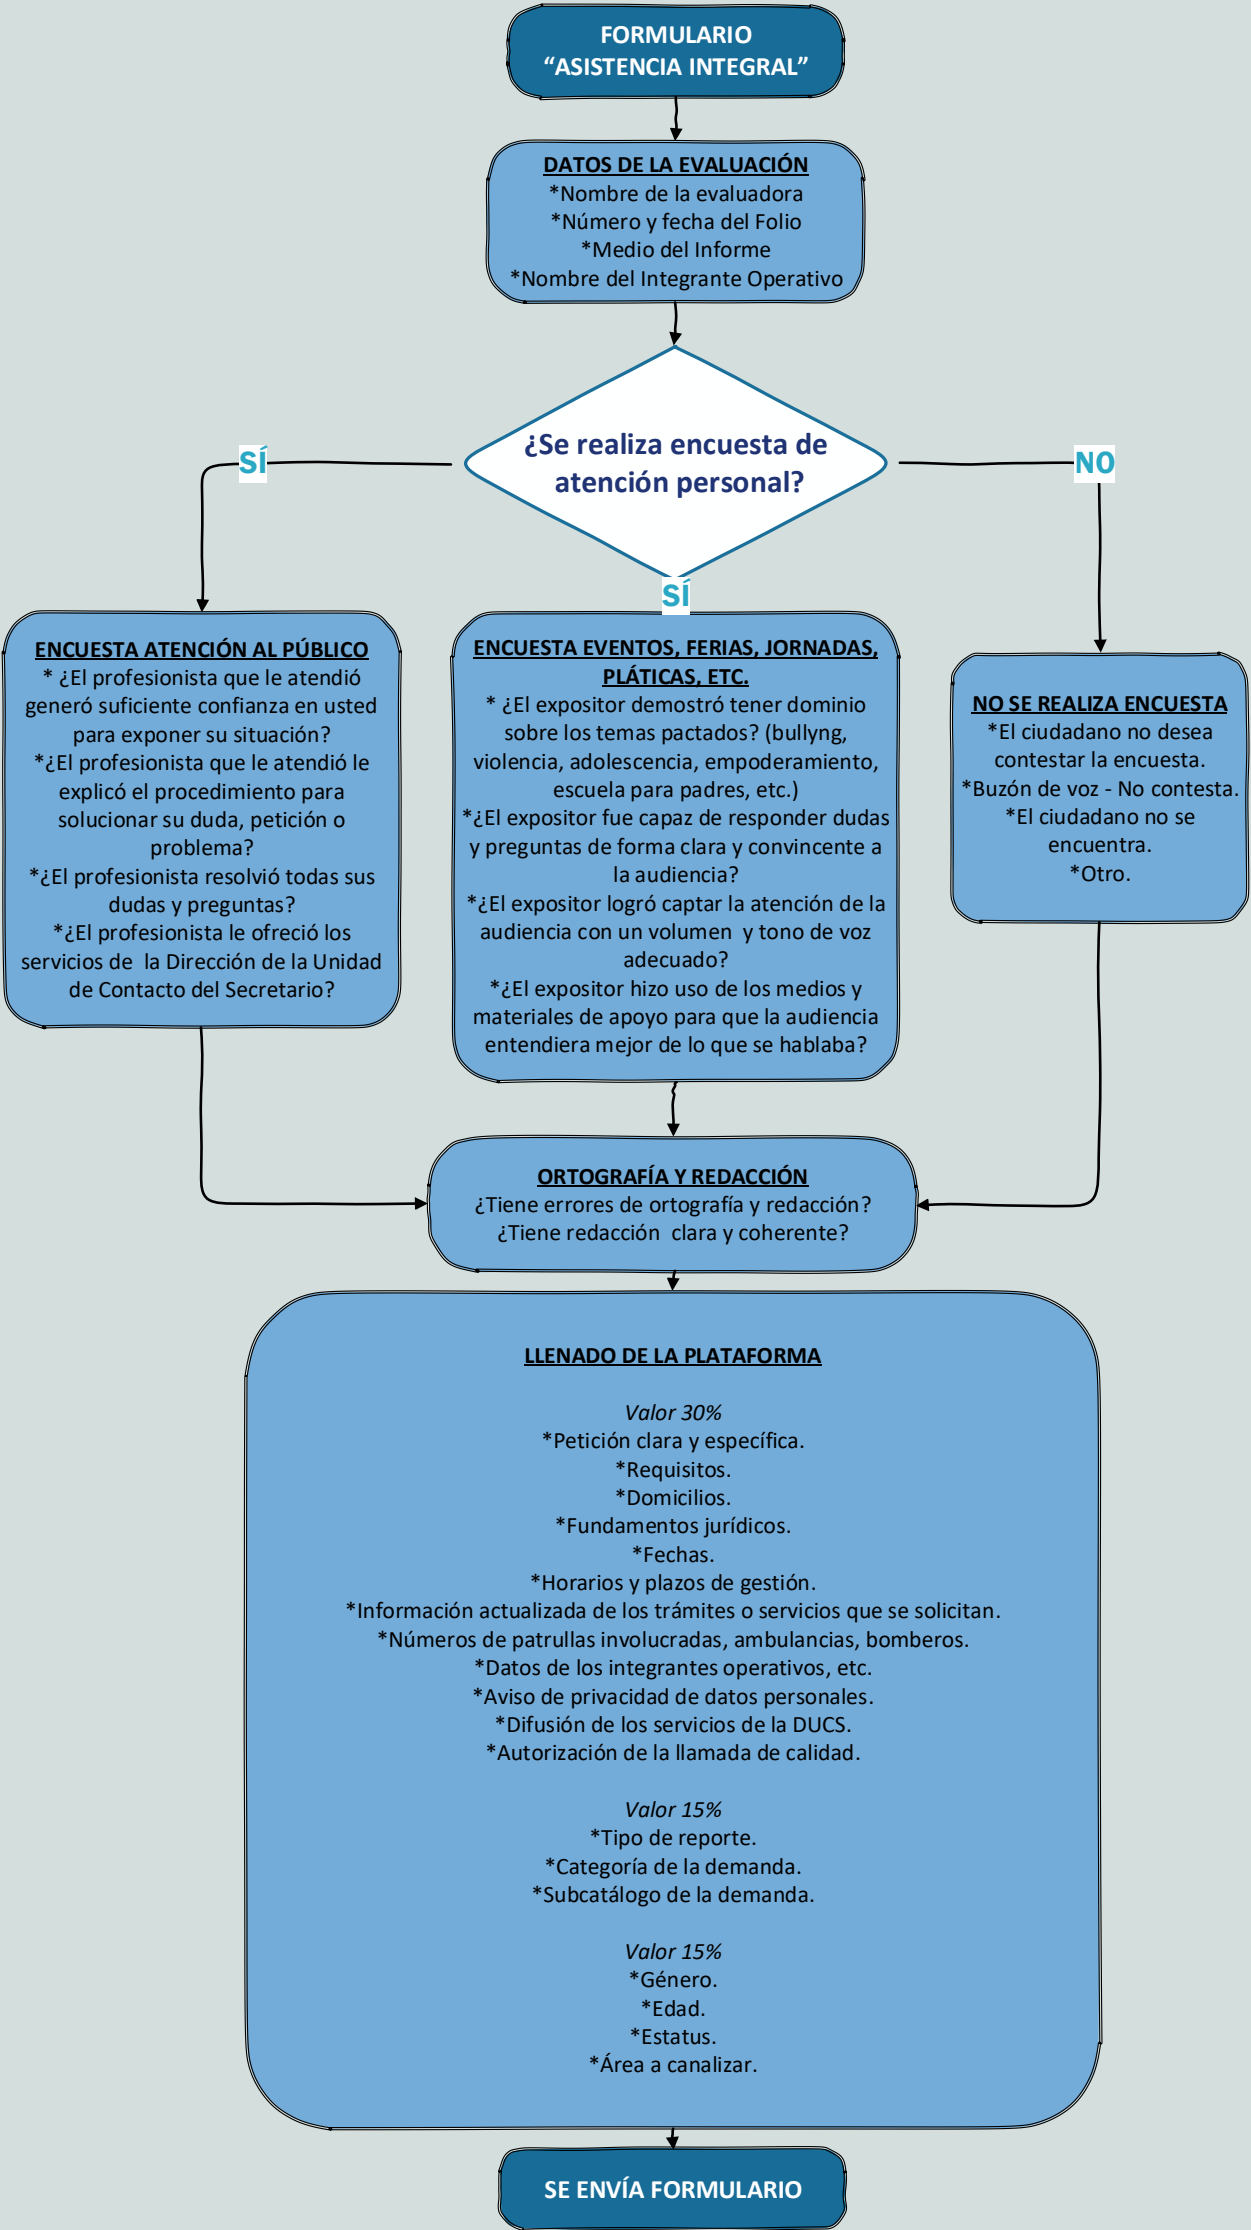 FORMULARIO
“ASISTENCIA INTEGRAL”
DATOS DE LA EVALUACIÓN
*Nombre de la evaluadora
*Número y fecha del Folio
*Medio del Informe
*Nombre del Integrante Operativo
¿Se realiza encuesta de
atención personal?
SÍ
NO
SÍ
ENCUESTA ATENCIÓN AL PÚBLICO
* ¿El profesionista que le atendió
generó suficiente confianza en usted
para exponer su situación?
*¿El profesionista que le atendió le
explicó el procedimiento para
solucionar su duda, petición o
problema?
*¿El profesionista resolvió todas sus
dudas y preguntas?
*¿El profesionista le ofreció los
servicios de  la Dirección de la Unidad
de Contacto del Secretario?
ENCUESTA EVENTOS, FERIAS, JORNADAS,
PLÁTICAS, ETC.
* ¿El expositor demostró tener dominio
sobre los temas pactados? (bullyng,
violencia, adolescencia, empoderamiento,
escuela para padres, etc.)
*¿El expositor fue capaz de responder dudas
y preguntas de forma clara y convincente a
la audiencia?
*¿El expositor logró captar la atención de la
audiencia con un volumen  y tono de voz
adecuado?
*¿El expositor hizo uso de los medios y
materiales de apoyo para que la audiencia
entendiera mejor de lo que se hablaba?
NO SE REALIZA ENCUESTA
*El ciudadano no desea
contestar la encuesta.
*Buzón de voz - No contesta.
*El ciudadano no se
encuentra.
*Otro.
ORTOGRAFÍA Y REDACCIÓN
¿Tiene errores de ortografía y redacción?
¿Tiene redacción  clara y coherente?
LLENADO DE LA PLATAFORMA
Valor 30%
*Petición clara y específica.
*Requisitos.
*Domicilios.
*Fundamentos jurídicos.
*Fechas.
*Horarios y plazos de gestión.
*Información actualizada de los trámites o servicios que se solicitan.
*Números de patrullas involucradas, ambulancias, bomberos.
*Datos de los integrantes operativos, etc.
*Aviso de privacidad de datos personales.
*Difusión de los servicios de la DUCS.
*Autorización de la llamada de calidad.
Valor 15%
*Tipo de reporte.
*Categoría de la demanda.
*Subcatálogo de la demanda.
Valor 15%
*Género.
*Edad.
*Estatus.
*Área a canalizar.
SE ENVÍA FORMULARIO